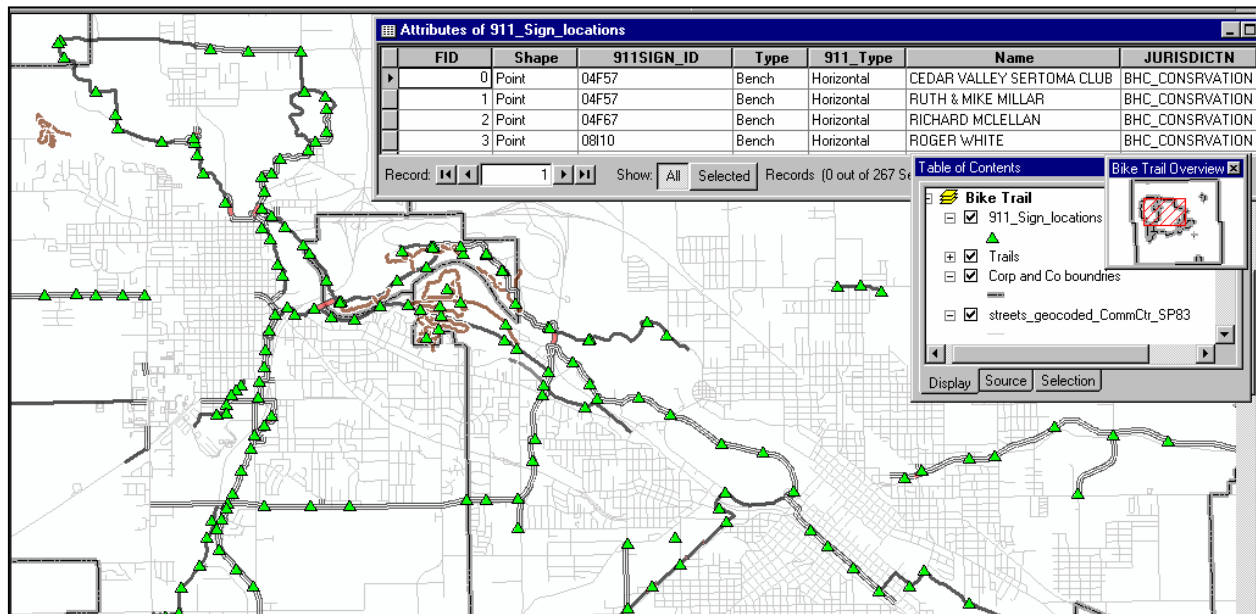 Attributes of 911_Sign_locations
FID Shape 911SIGN_ID Type 911_Type Name JURISDICTN
0 Point 04F57 Bench Horizontal CEDAR VALLEY SERTOMA CLUB BHC_CONSRVATION
1 Point 04F57 Bench Horizontal RUTH & MIKE MILLAR BHC_CONSRVATION
2 Point 04F67 Bench Horizontal RICHARD MCLELLAN BHC_CONSRVATION
3 Point 08I10 Bench Horizontal ROGER WHITE BHC_CONSRVATION
Record: 1 Show: All Selected Records (0 out of 267 Se
Table of Contents
Bike Trail Overview
Bike Trail
911_Sign_locations
Trails
Corp and Co boundries
streets_geocoded_CommCtr_SP83
Display Source Selection